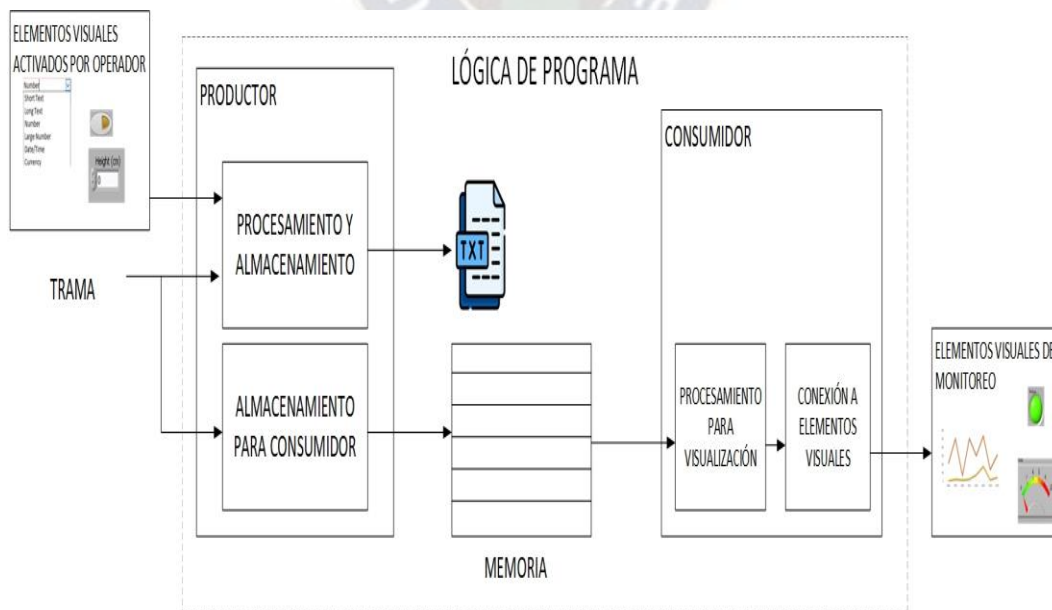 ELEMENTOS VISUALES
ACTIVADOS POR OPERADOR
Number
Short Text
Long Text
Number
Large Number
Date/Time
Currency
Height (cm)
0
LÓGICA DE PROGRAMA
PRODUCTOR
PROCESAMIENTO Y
ALMACENAMIENTO
TXT
TRAMA
ALMACENAMIENTO
PARA CONSUMIDOR
MEMORIA
CONSUMIDOR
PROCESAMIENTO
PARA
VISUALIZACIÓN
CONEXIÓN A
ELEMENTOS
VISUALES
ELEMENTOS VISUALES DE
MONITOREO